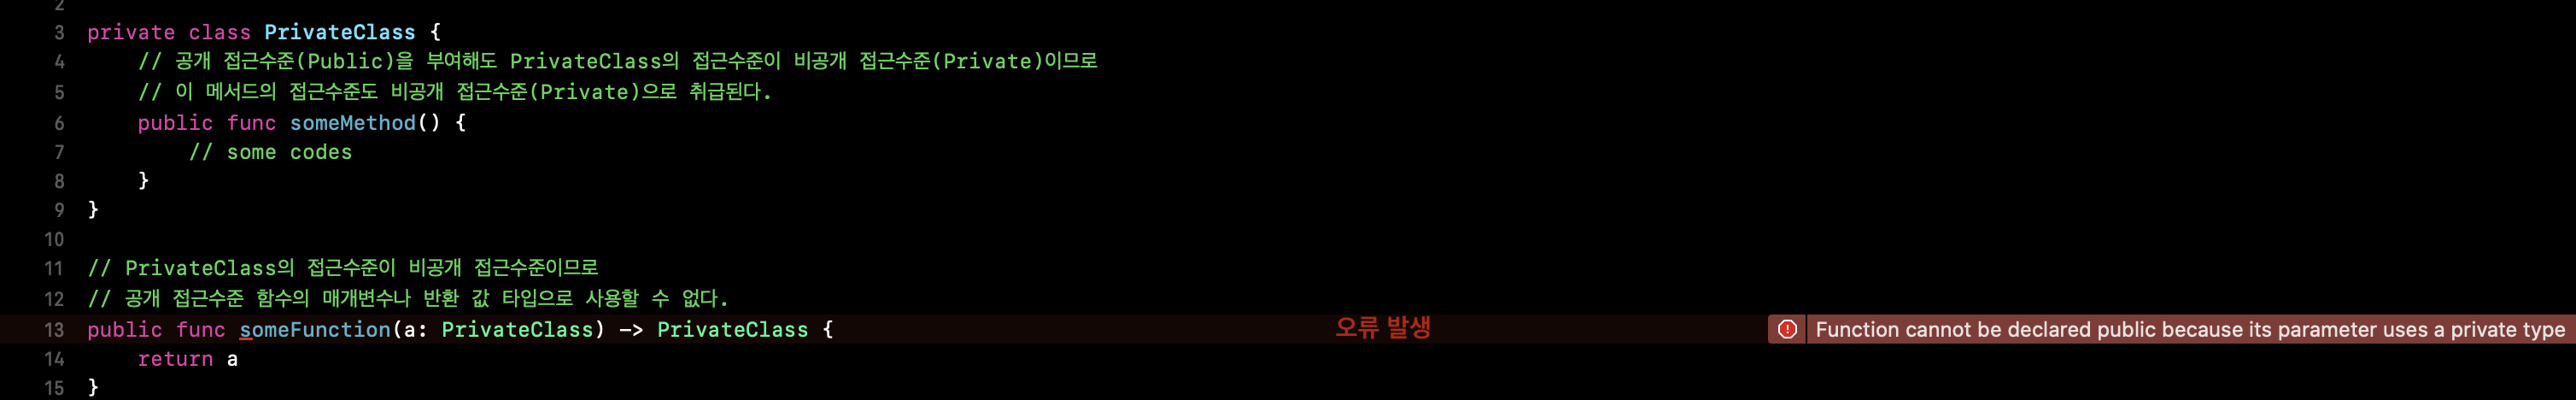 2
3 private class PrivateClass {
4 // 공개 접근수준(Public)을 부여해도 PrivateClass의 접근수준이 비공개 접근수준(Private)이므로
5 // 이 메서드의 접근수준도 비공개 접근수준(Private)으로 취급된다.
6 public func someMethod() {
7 // some codes
8 }
9 }
10
11 // PrivateClass의 접근수준이 비공개 접근수준이므로
12 // 공개 접근수준 함수의 매개변수나 반환 값 타입으로 사용할 수 없다.
13 public func someFunction(a: PrivateClass) -> PrivateClass { 오류 발생 Function cannot be declared public because its parameter uses a private type
14 return a
15 }